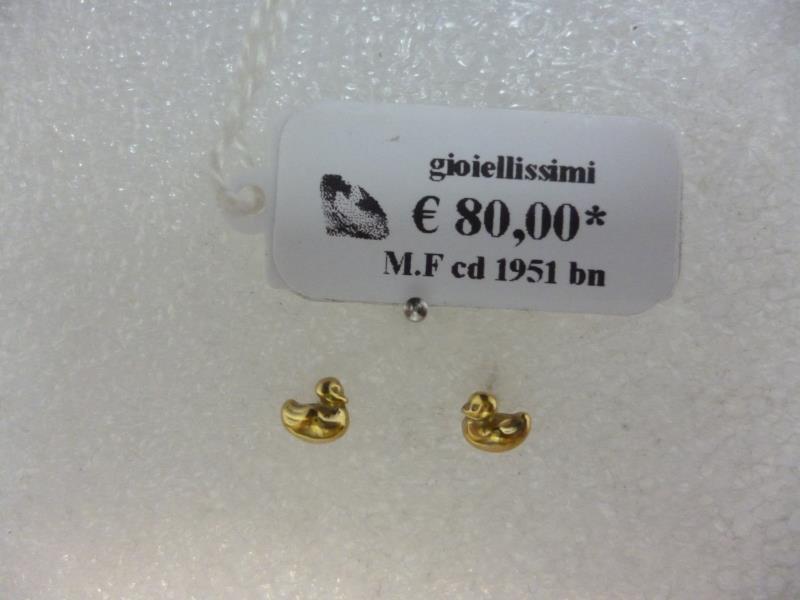 gioiellissimi
€ 80,00*
M.F cd 1951 bn